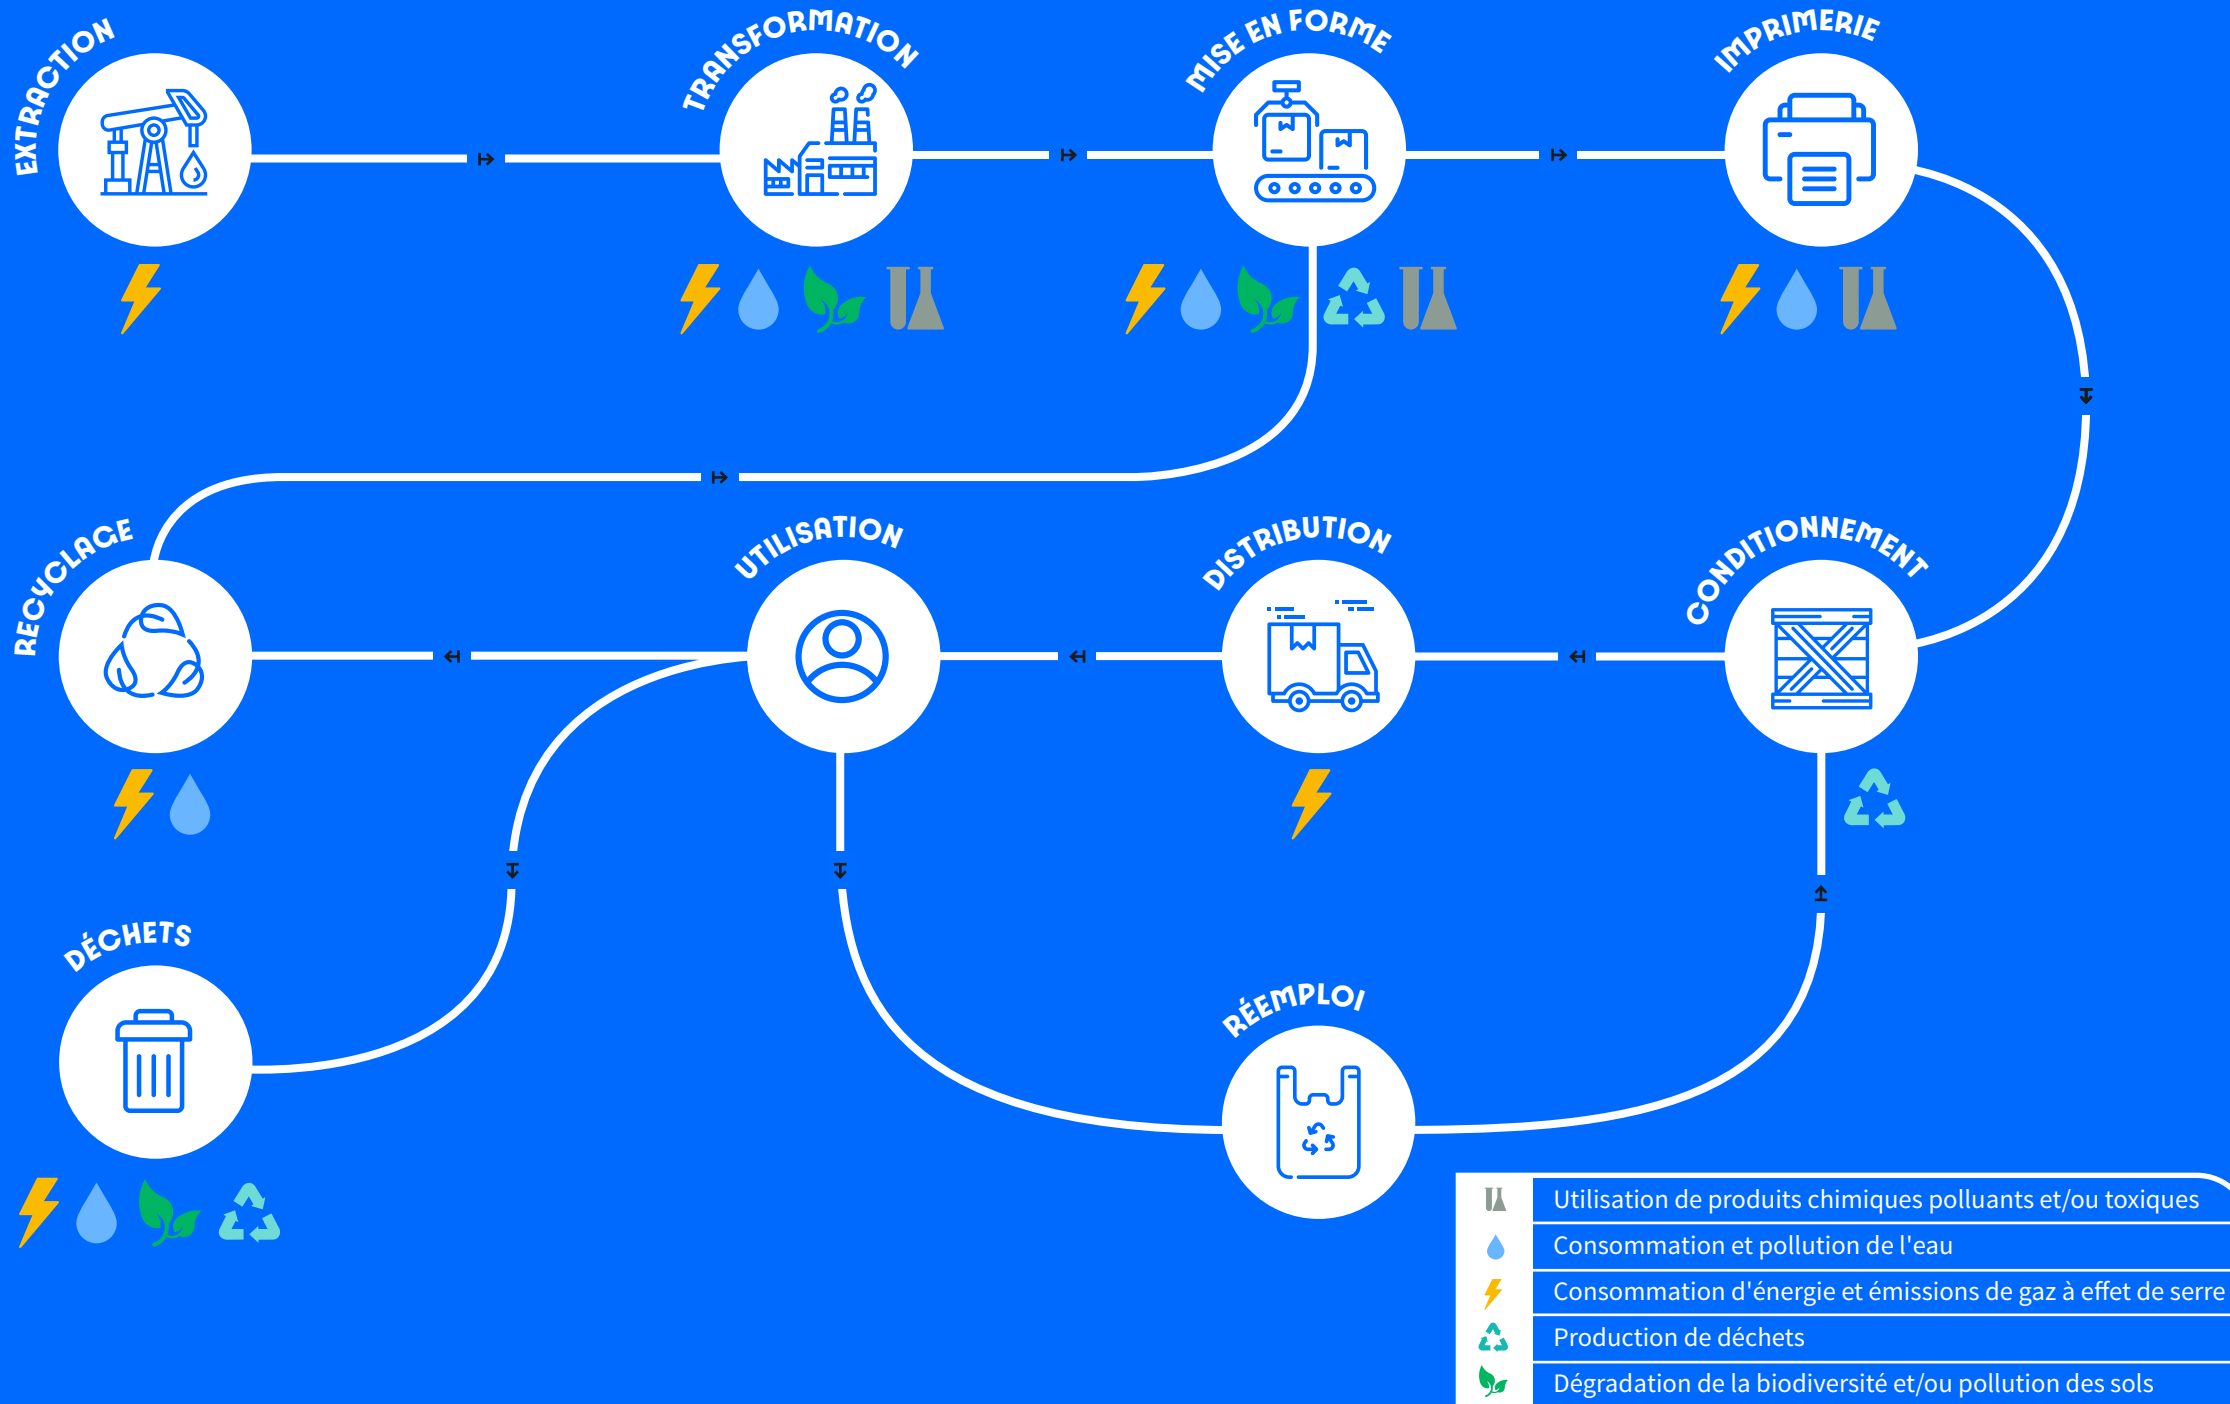 EXTRACTION
TRANSFORMATION
MISE EN FORME
IMPRIMERIE
RECYCLAGE
UTILISATION
DISTRIBUTION
CONDITIONNEMENT
DÉCHETS
RÉEMPLOI
Utilisation de produits chimiques polluants et/ou toxiques
Consommation et pollution de l'eau
Consommation d'énergie et émissions de gaz à effet de serre
Production de déchets
Dégradation de la biodiversité et/ou pollution des sols